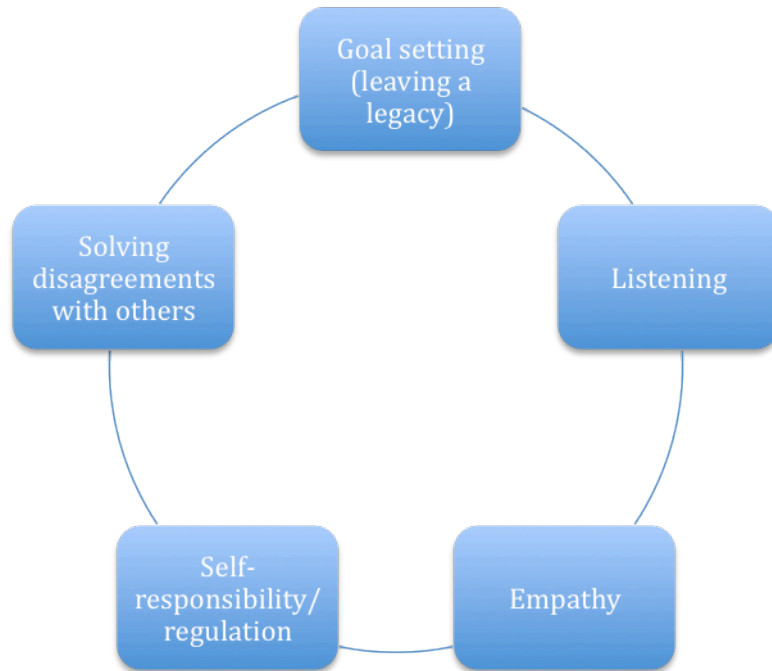 Goal setting
(leaving a
legacy)
Listening
Empathy
Self-
responsibility/
regulation
Solving
disagreements
with others